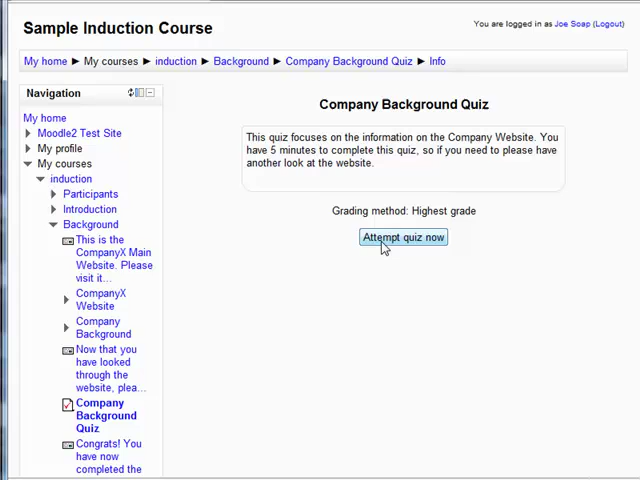 Sample Induction Course
You are logged in as Joe Soap (Logout)
My home ► My courses ► induction ► Background ► Company Background Quiz ► Info
Navigation
My home
Modle2 Test Site
My profile
My courses
induction
Participants
Introduction
Background
This is the
CompanyX Main
Website. Please
visit it...
CompanyX
Website
Company
Background
Now that you
have looked
through the
website, plea...
Company
Background
Quiz
Congrats! You
have now
completed the
Company Background Quiz
This quiz focuses on the information on the Company Website. You
have 5 minutes to complete this quiz, so if you need to please have
another look at the website.
Grading method: Highest grade
Attempt quiz now